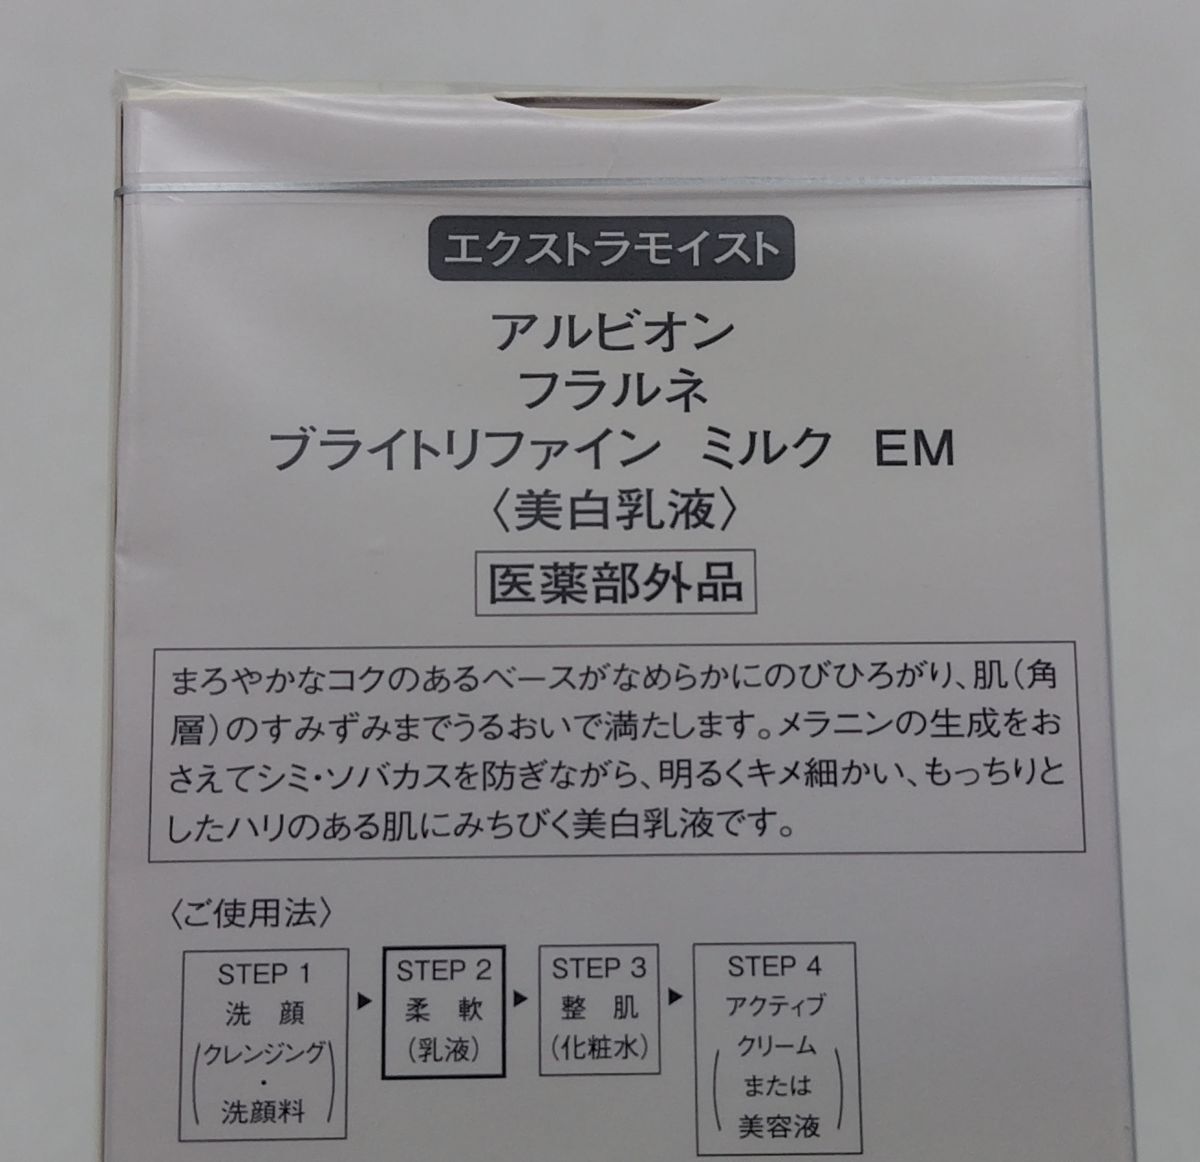 エクストラモイスト
アルビオン
フラルネ
ブライトリファイン ミルク EM
〈美白乳液〉
医薬部外品
まろやかなコクのあるベースがなめらかにのびひろがり、肌(角
層)のすみずみまでうるおいで満たします。メラニンの生成をお
さえてシミ・ソバカスを防ぎながら、明るくキメ細かい、もっちりと
したハリのある肌にみちびく美白乳液です。
〈ご使用法〉
STEP 1
洗 顔
(クレンジング
・
洗顔料)
▶
STEP 2
柔 軟
(乳液)
▶
STEP 3
整 肌
(化粧水)
▶
STEP 4
アクティブ
(クリーム
または
美容液)